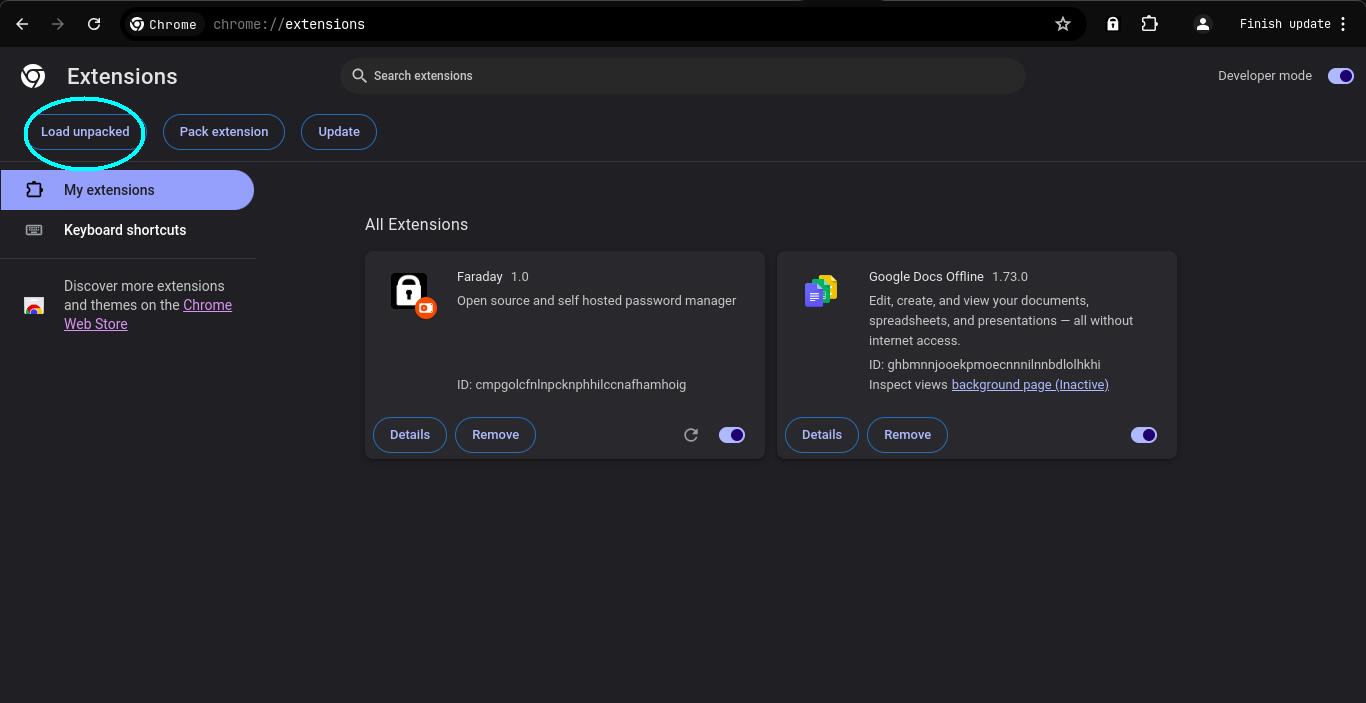 Chrome chrome://extensions Finish update
Extensions Search extensions Developer mode
Load unpacked Pack extension Update
My extensions
Keyboard shortcuts
Discover more extensions
and themes on the Chrome
Web Store
All Extensions
Faraday 1.0
Open source and self hosted password manager
ID: cmpgolcfnlnpcknphhilccnafhamhoig
Details Remove
Google Docs Offline 1.73.0
Edit, create, and view your documents,
spreadsheets, and presentations — all without
internet access.
ID: ghbmnnjooekpmoecnnnilnnbdlolhkhi
Inspect views background page (Inactive)
Details Remove